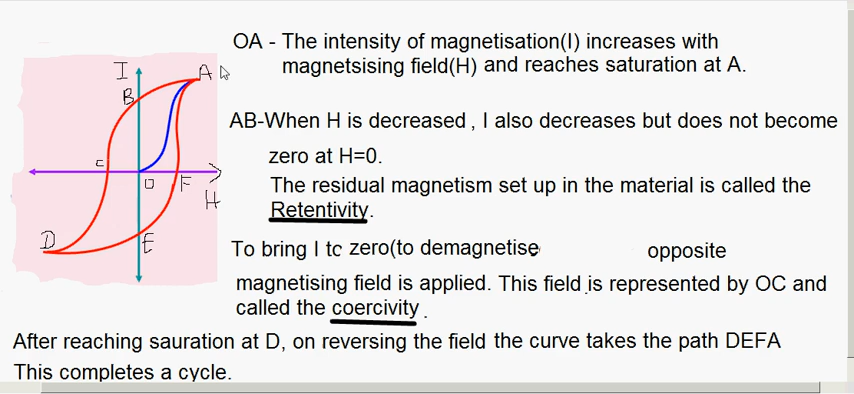 OA - The intensity of magnetisation(I) increases with
magnetsising field(H) and reaches saturation at A.
I
A
B
AB-When H is decreased , I also decreases but does not become
zero at H=0.
C
O
F
H
The residual magnetism set up in the material is called the
Retentivity.
D
E
To bring I to zero(to demagnetise opposite
magnetising field is applied. This field is represented by OC and
called the coercivity .
After reaching sauration at D, on reversing the field the curve takes the path DEFA
This completes a cycle.